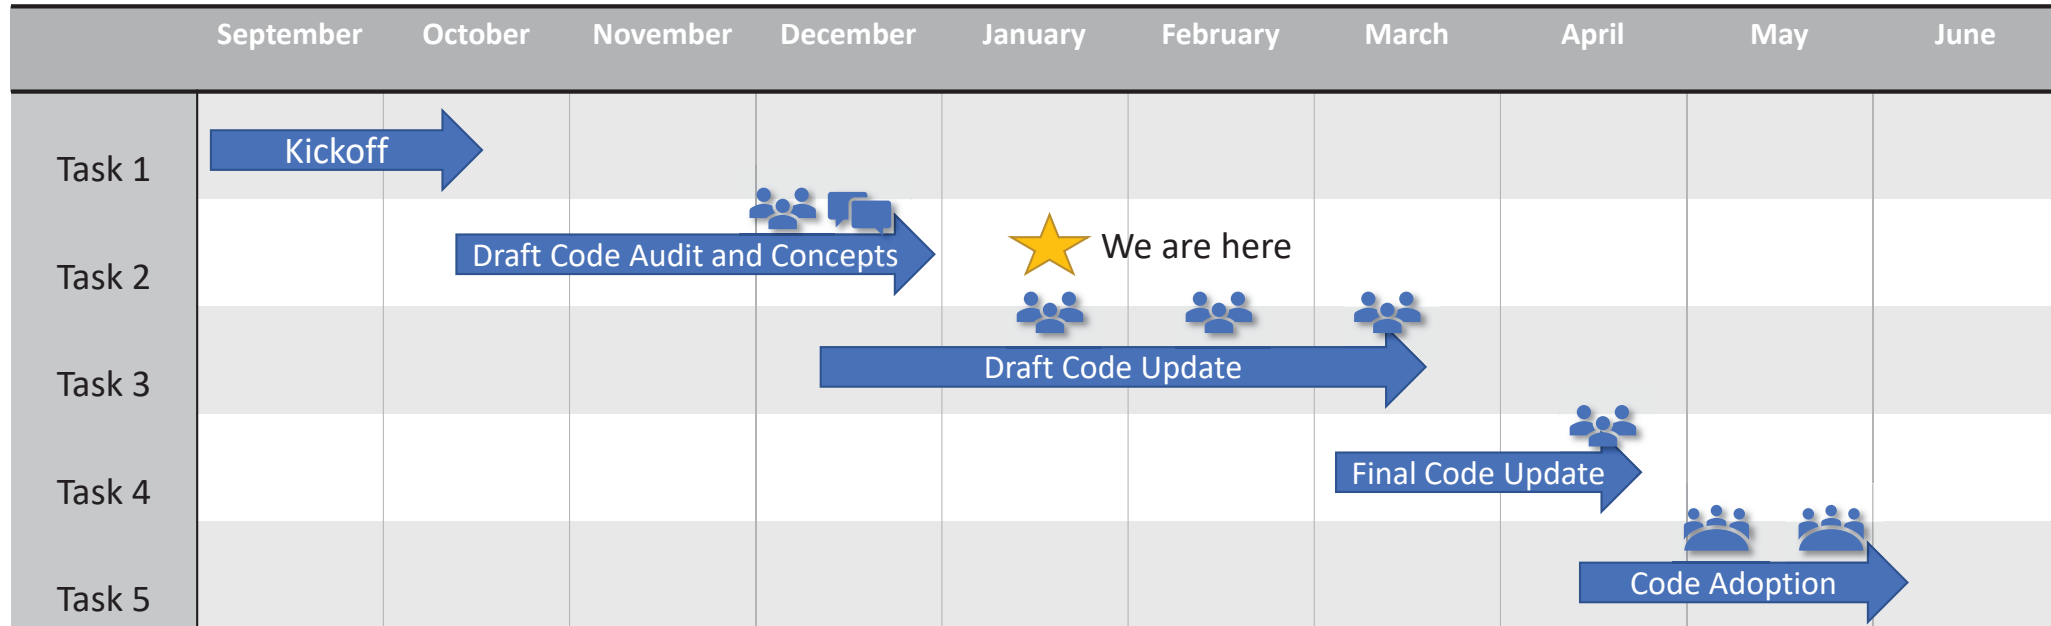 September October November December January February March April May June
Task 1
Kickoff
Task 2
Draft Code Audit and Concepts
We are here
Task 3
Draft Code Update
Task 4
Final Code Update
Task 5
Code Adoption